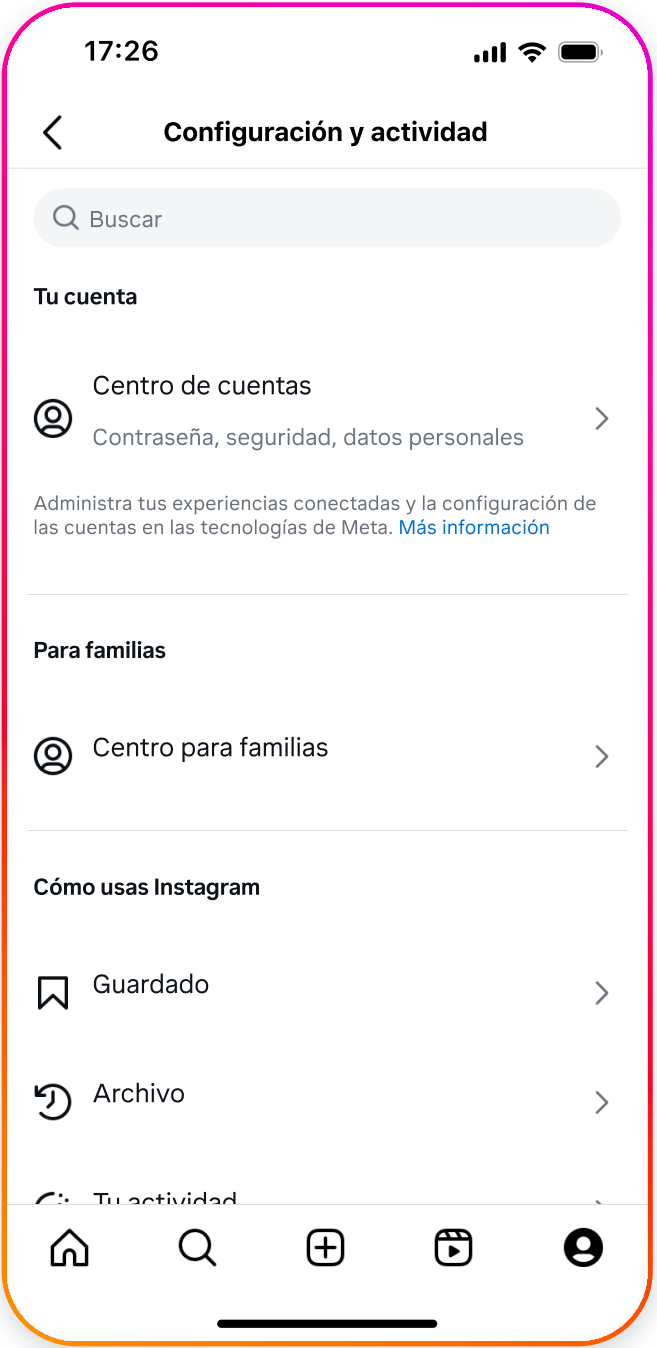 17:26
Configuración y actividad
Buscar
Tu cuenta
Centro de cuentas
Contraseña, seguridad, datos personales
Administra tus experiencias conectadas y la configuración de
las cuentas en las tecnologías de Meta. Más información
Para familias
Centro para familias
Cómo usas Instagram
Guardado
Archivo
Tu actividad